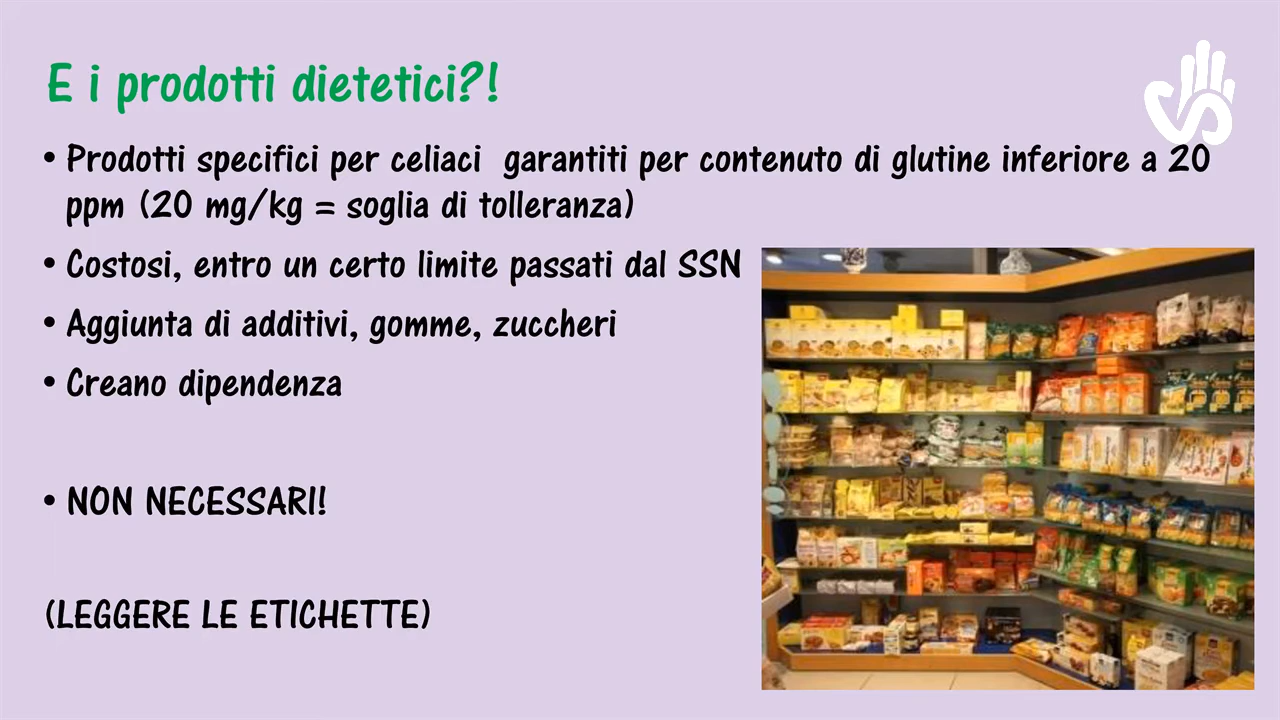 E i prodotti dietetici?!
• Prodotti specifici per celiaci garantiti per contenuto di glutine inferiore a 20
ppm (20 mg/kg = soglia di tolleranza)
• Costosi, entro un certo limite passati dal SSN
• Aggiunta di additivi, gomme, zuccheri
• Creano dipendenza
• NON NECESSARI!
(LEGGERE LE ETICHETTE)